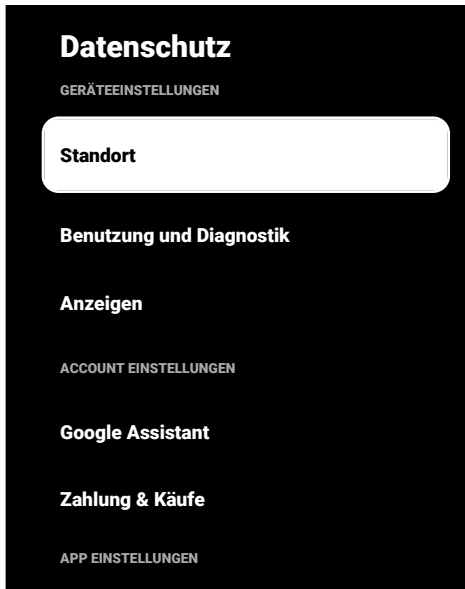 Datenschutz
GERÄTEEINSTELLUNGEN
Standort
Benutzung und Diagnostik
Anzeigen
ACCOUNT EINSTELLUNGEN
Google Assistant
Zahlung & Käufe
APP EINSTELLUNGEN